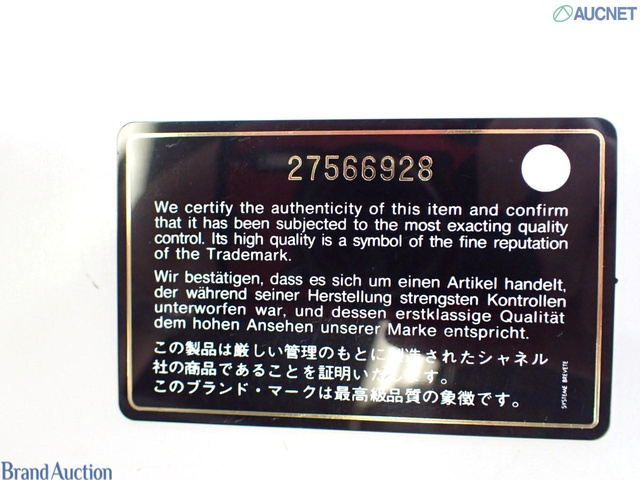 AUCNET
27566928
We certify the authenticity of this item and confirm
that it has been subjected to the most exacting quality
control. Its high quality is a symbol of the fine reputation
of the Trademark.
Wir bestätigen, dass es sich um einen Artikel handelt,
der während seiner Herstellung strengsten Kontrollen
unterworfen war, und dessen erstklassige Qualität
dem hohen Ansehen unserer Marke entspricht.
この製品は厳しい管理のもとに製造されたシャネル
社の商品であることを証明いたします。
このブランド・マークは最高級品質の象徴です。
SYSTEME BREVETE
Brand Auction